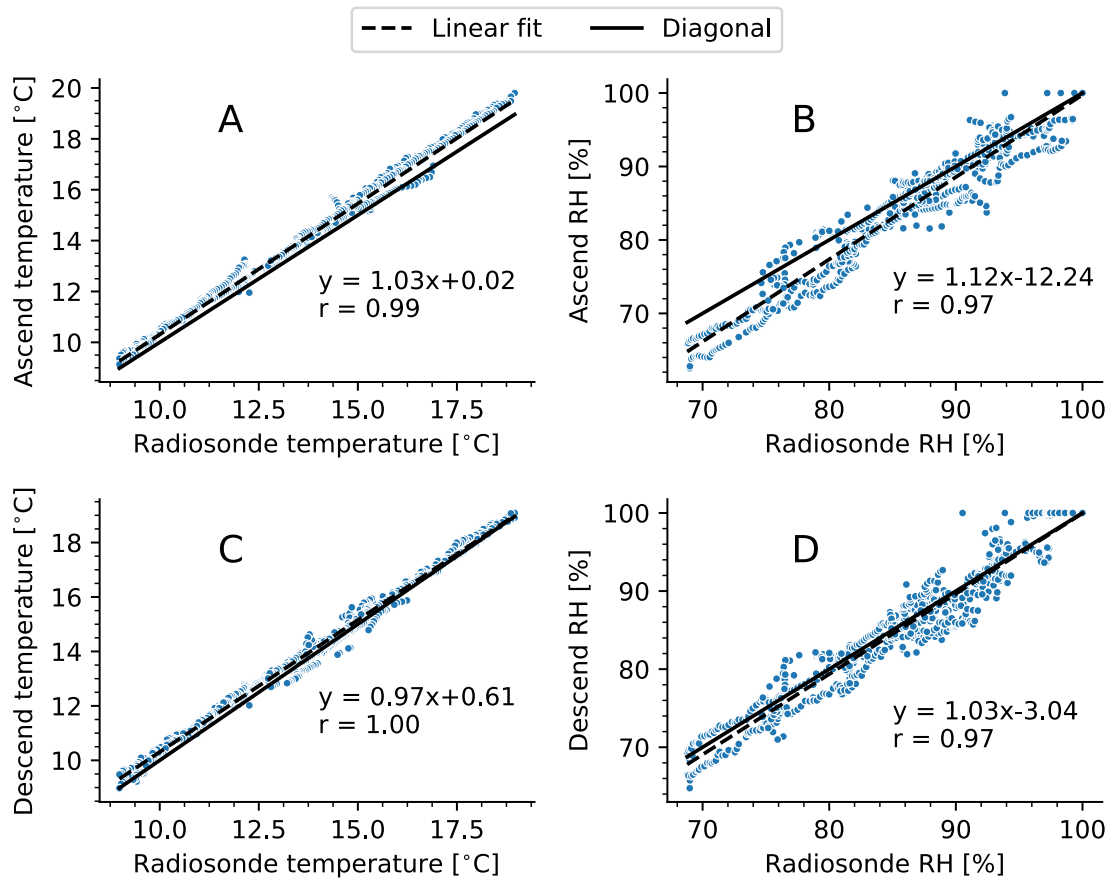 Linear fit
Diagonal
A
Ascend temperature [°C]
20
18
16
14
12
10
y = 1.03x+0.02
r = 0.99
10.0 12.5 15.0 17.5
Radiosonde temperature [°C]
B
Ascend RH [%]
100
90
80
70
y = 1.12x-12.24
r = 0.97
70 80 90 100
Radiosonde RH [%]
C
Descend temperature [°C]
18
16
14
12
10
y = 0.97x+0.61
r = 1.00
10.0 12.5 15.0 17.5
Radiosonde temperature [°C]
D
Descend RH [%]
100
90
80
70
y = 1.03x-3.04
r = 0.97
70 80 90 100
Radiosonde RH [%]